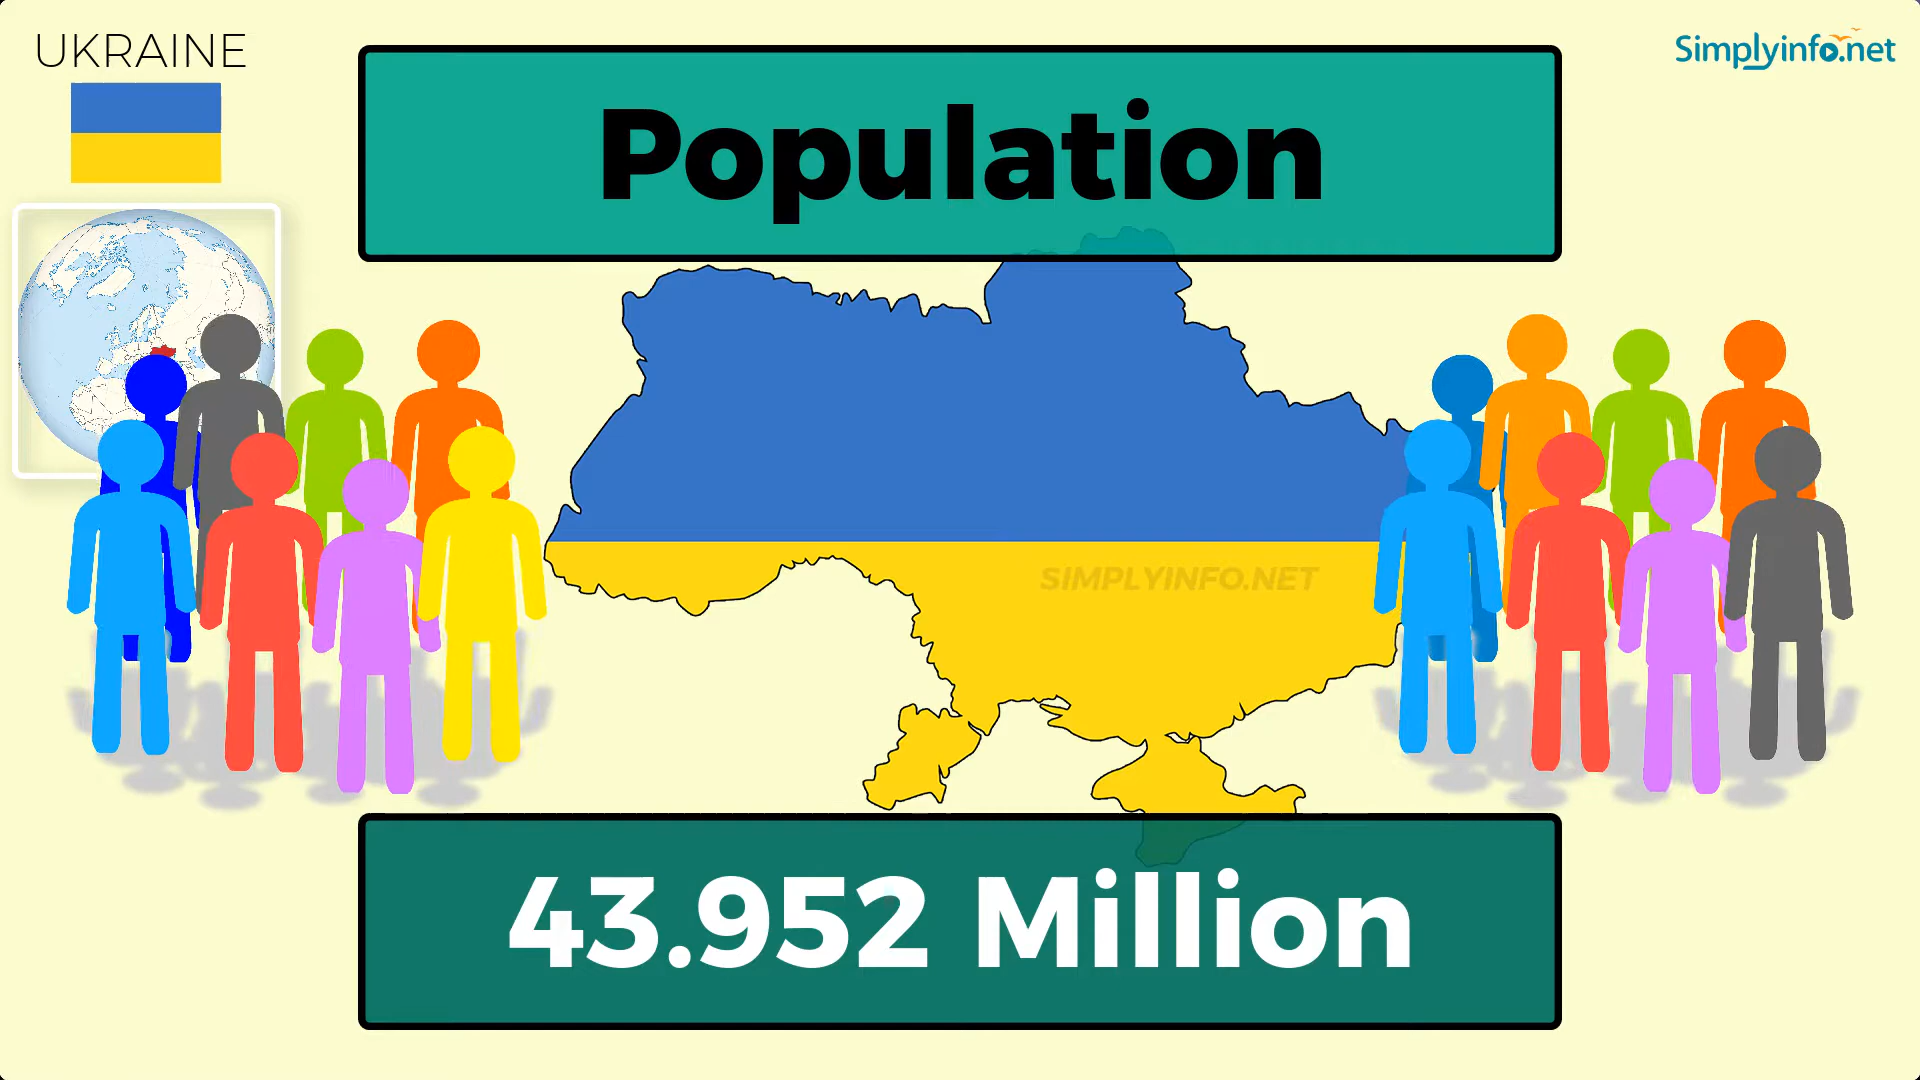 UKRAINE
Simplyinfo.net
Population
SIMPLYINFO.NET
43.952 Million